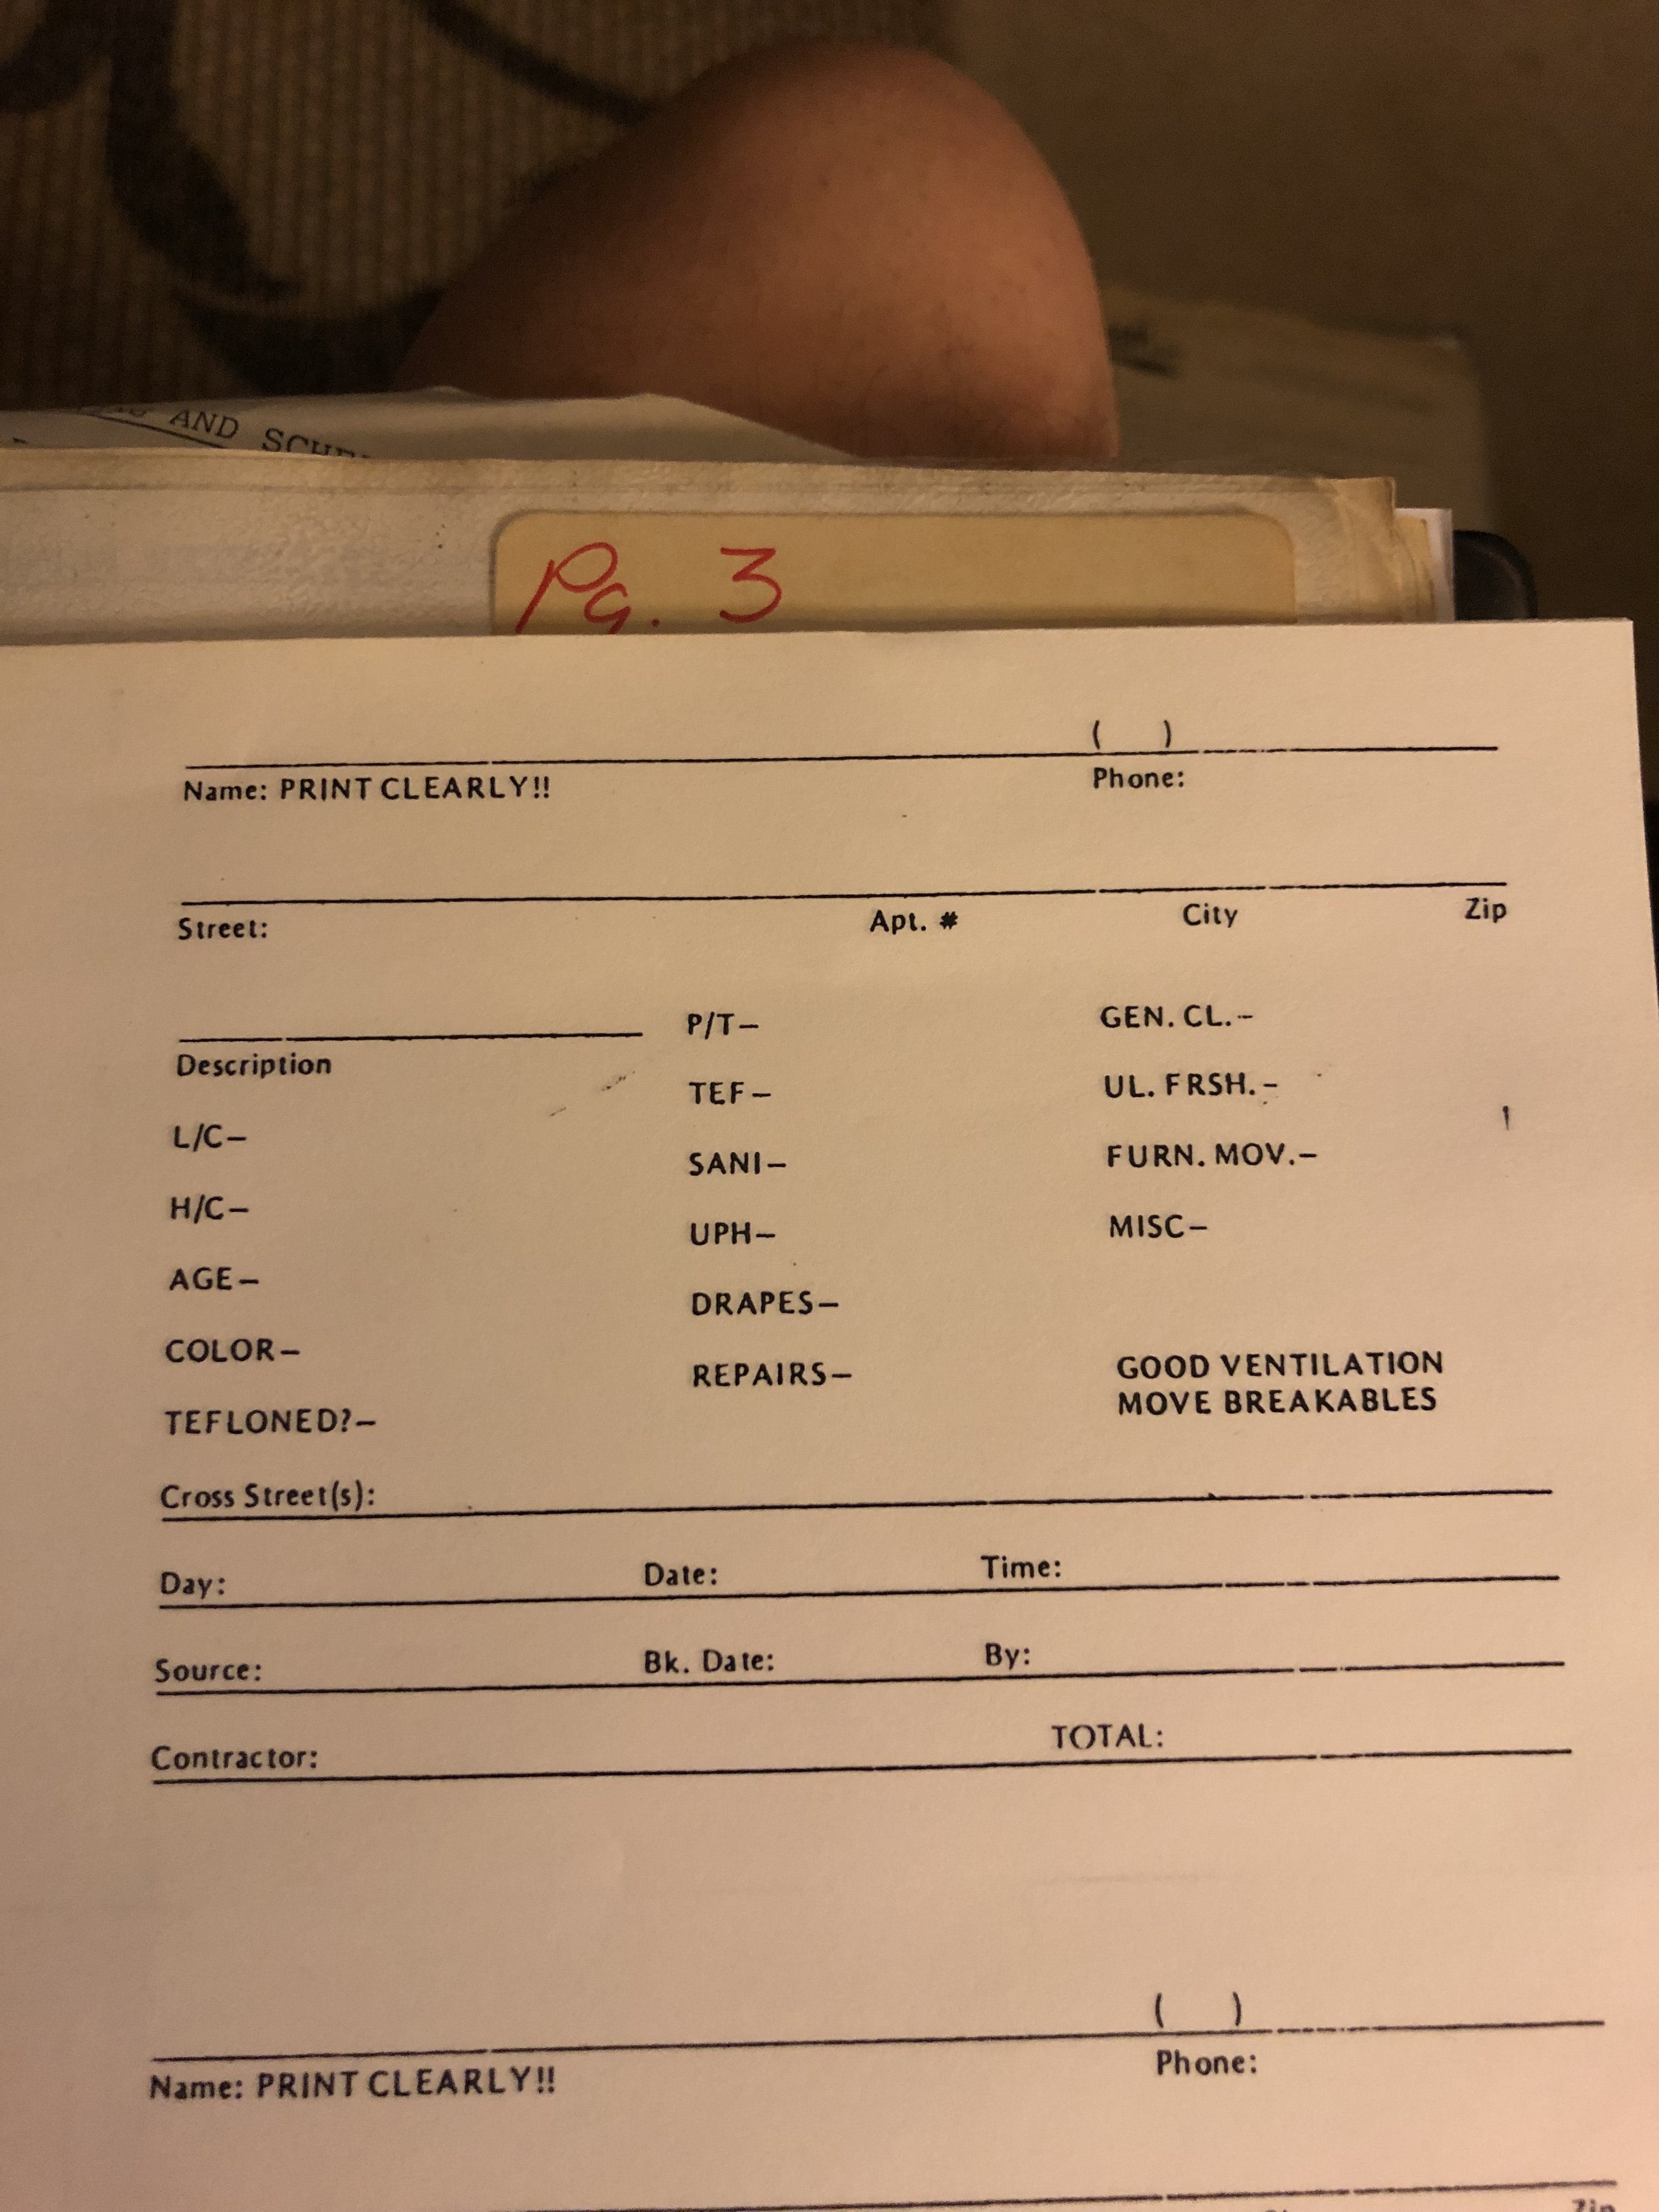 AND SCHE
Pg. 3
( )
Name: PRINT CLEARLY!! Phone:
Street: Apt. # City Zip
P/T– GEN. CL.–
Description
TEF– UL. FRSH.–
L/C–
SANI– FURN. MOV.–
H/C–
UPH– MISC–
AGE–
DRAPES–
COLOR–
REPAIRS– GOOD VENTILATION
MOVE BREAKABLES
TEFLONED?–
Cross Street(s):
Day: Date: Time:
Source: Bk. Date: By:
Contractor: TOTAL:
( )
Name: PRINT CLEARLY!! Phone:
Zip